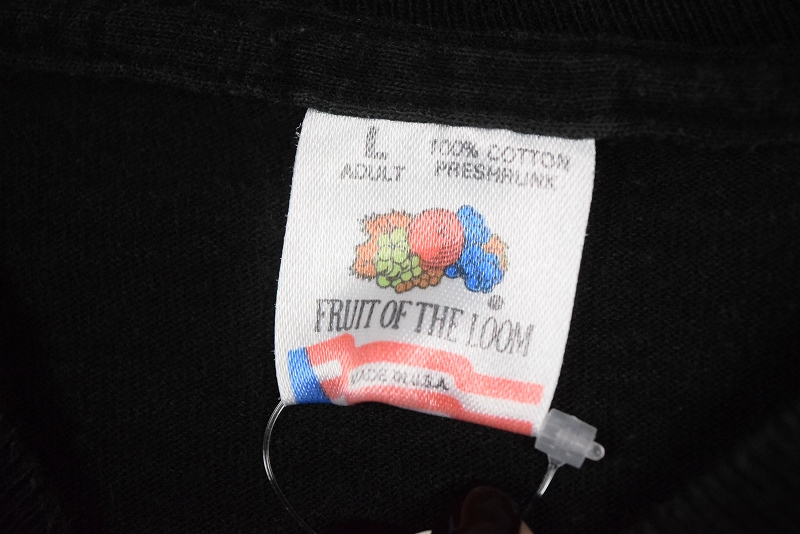 L
ADULT
100% COTTON
PRESHRUNK
FRUIT OF THE LOOM
MADE IN U.S.A.